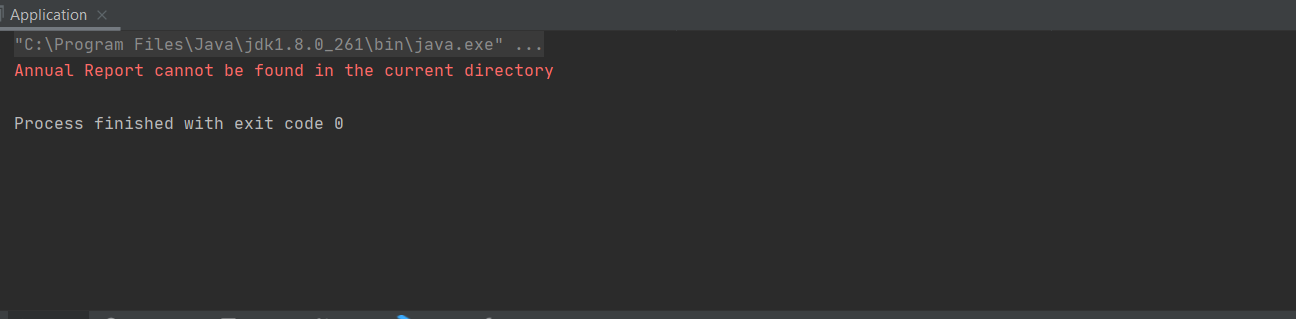 Application
"C:\Program Files\Java\jdk1.8.0_261\bin\java.exe" ...
Annual Report cannot be found in the current directory
Process finished with exit code 0